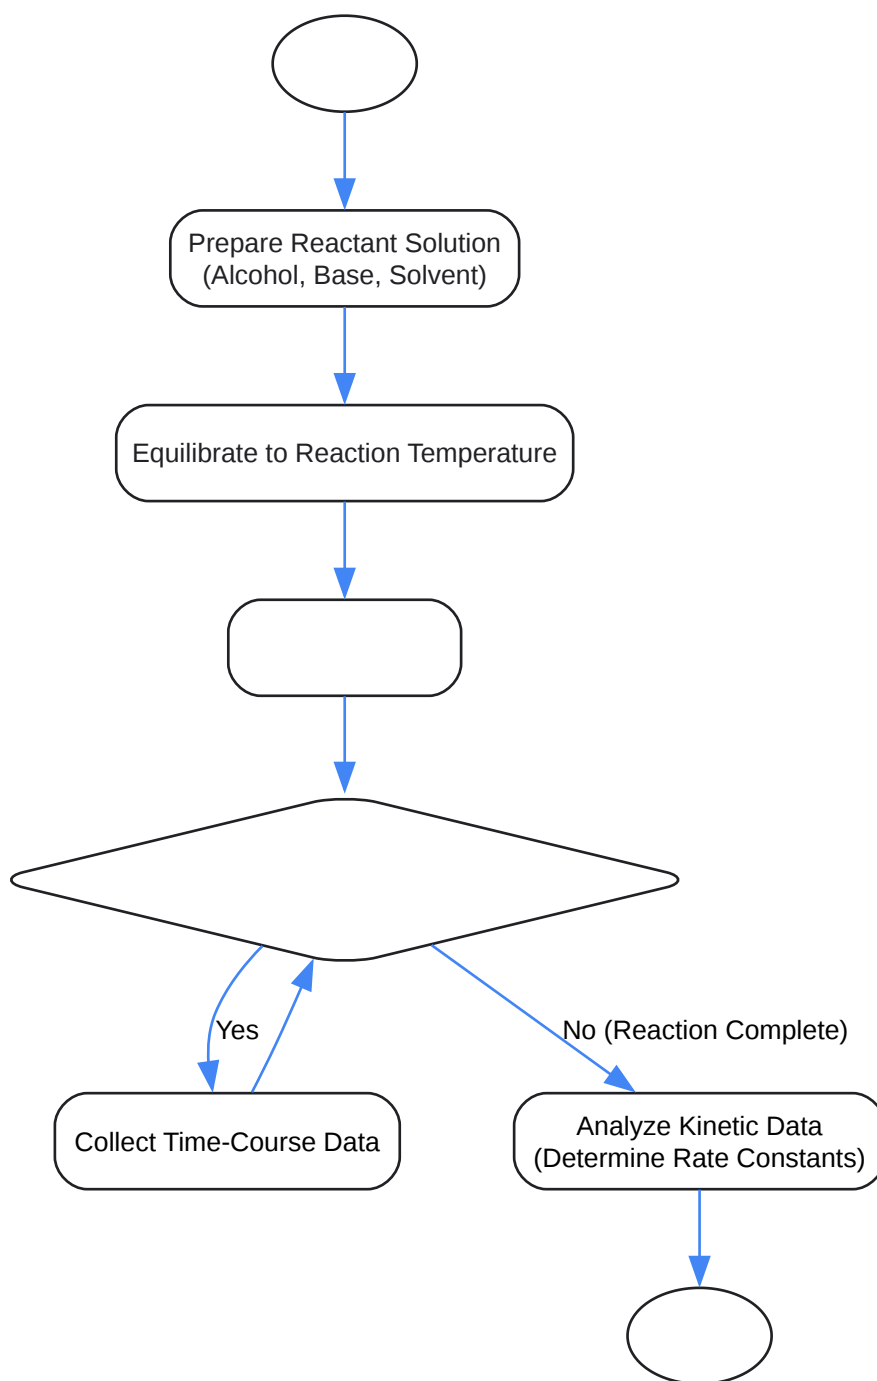 Prepare Reactant Solution
(Alcohol, Base, Solvent)
Equilibrate to Reaction Temperature
Yes
No (Reaction Complete)
Collect Time-Course Data
Analyze Kinetic Data
(Determine Rate Constants)